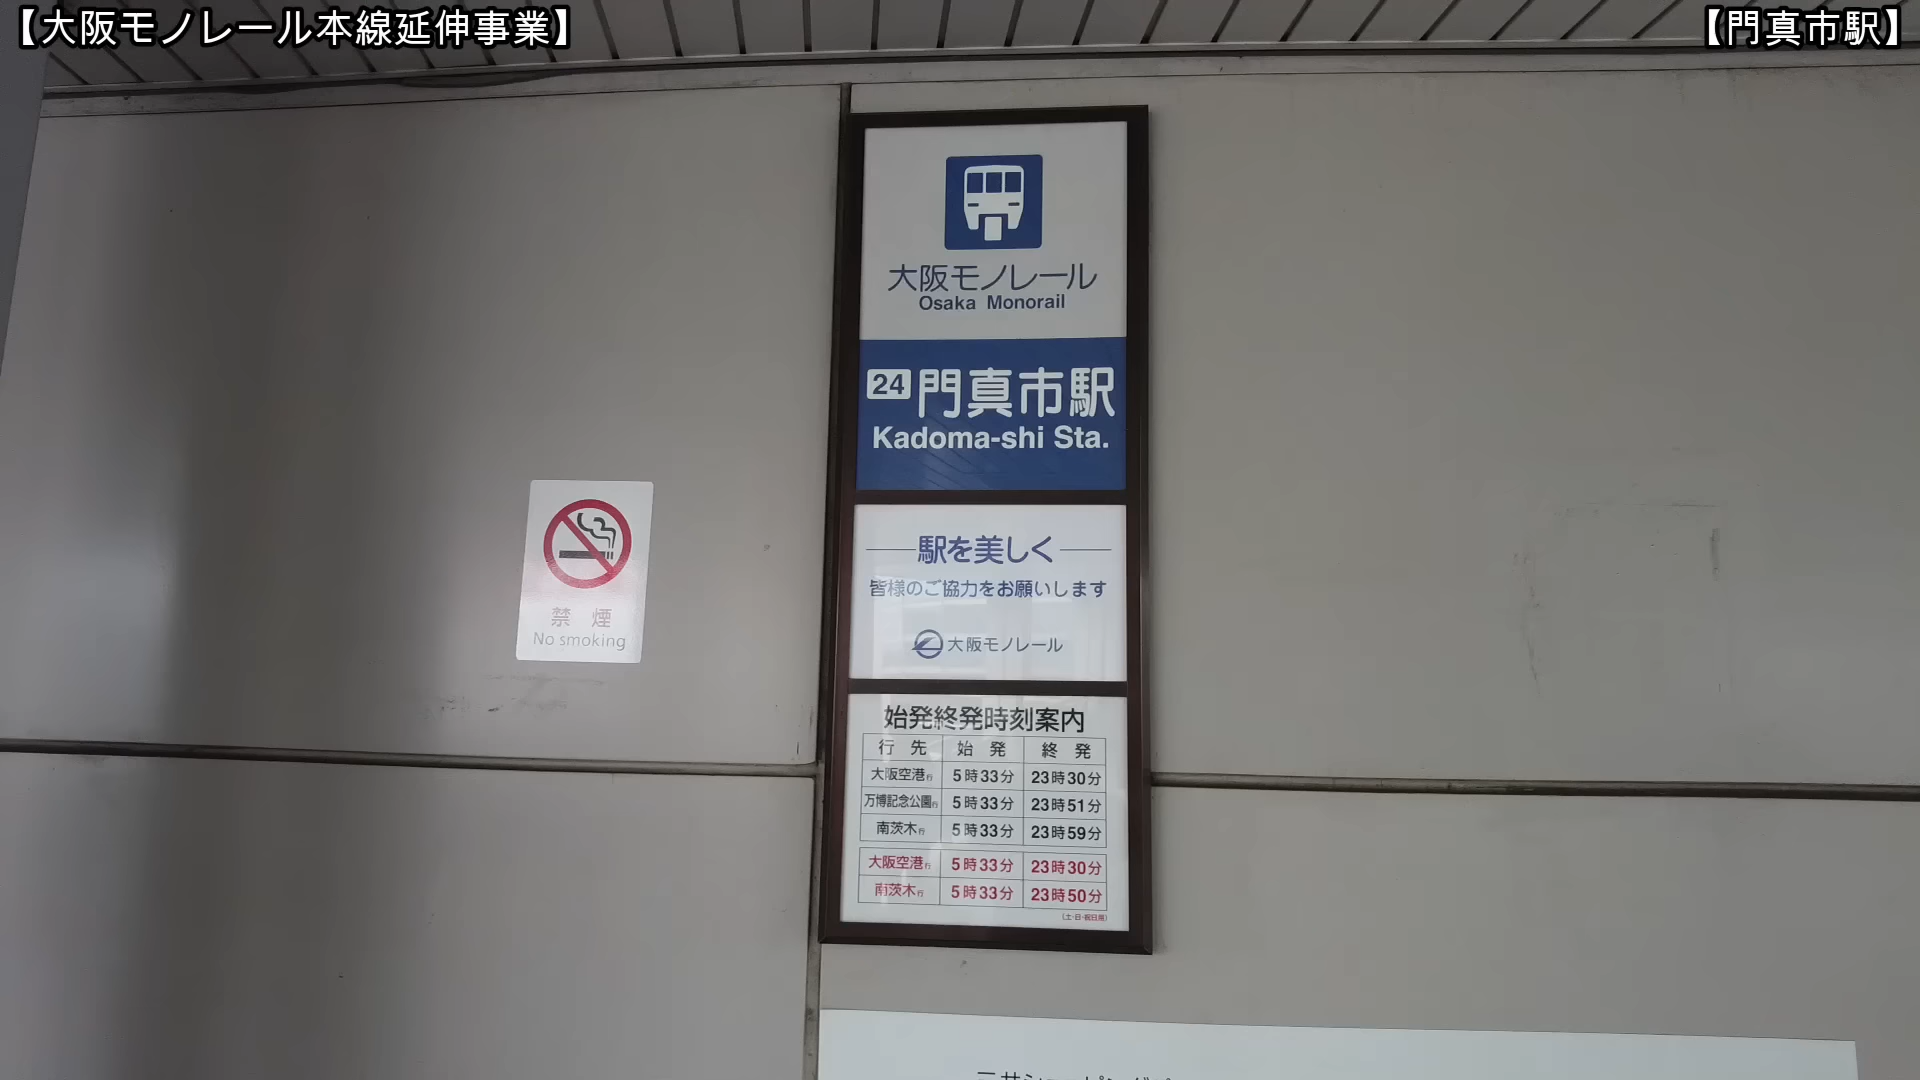 【大阪モノレール本線延伸事業】
【門真市駅】
大阪モノレール
Osaka Monorail
24 門真市駅
Kadoma-shi Sta.
駅を美しく
皆様のご協力をお願いします
大阪モノレール
禁煙
No smoking
始発終発時刻案内
行先 始発 終発
大阪空港行 5時33分 23時30分
万博記念公園行 5時33分 23時51分
南茨木行 5時33分 23時59分
大阪空港行 5時33分 23時30分
南茨木行 5時33分 23時50分